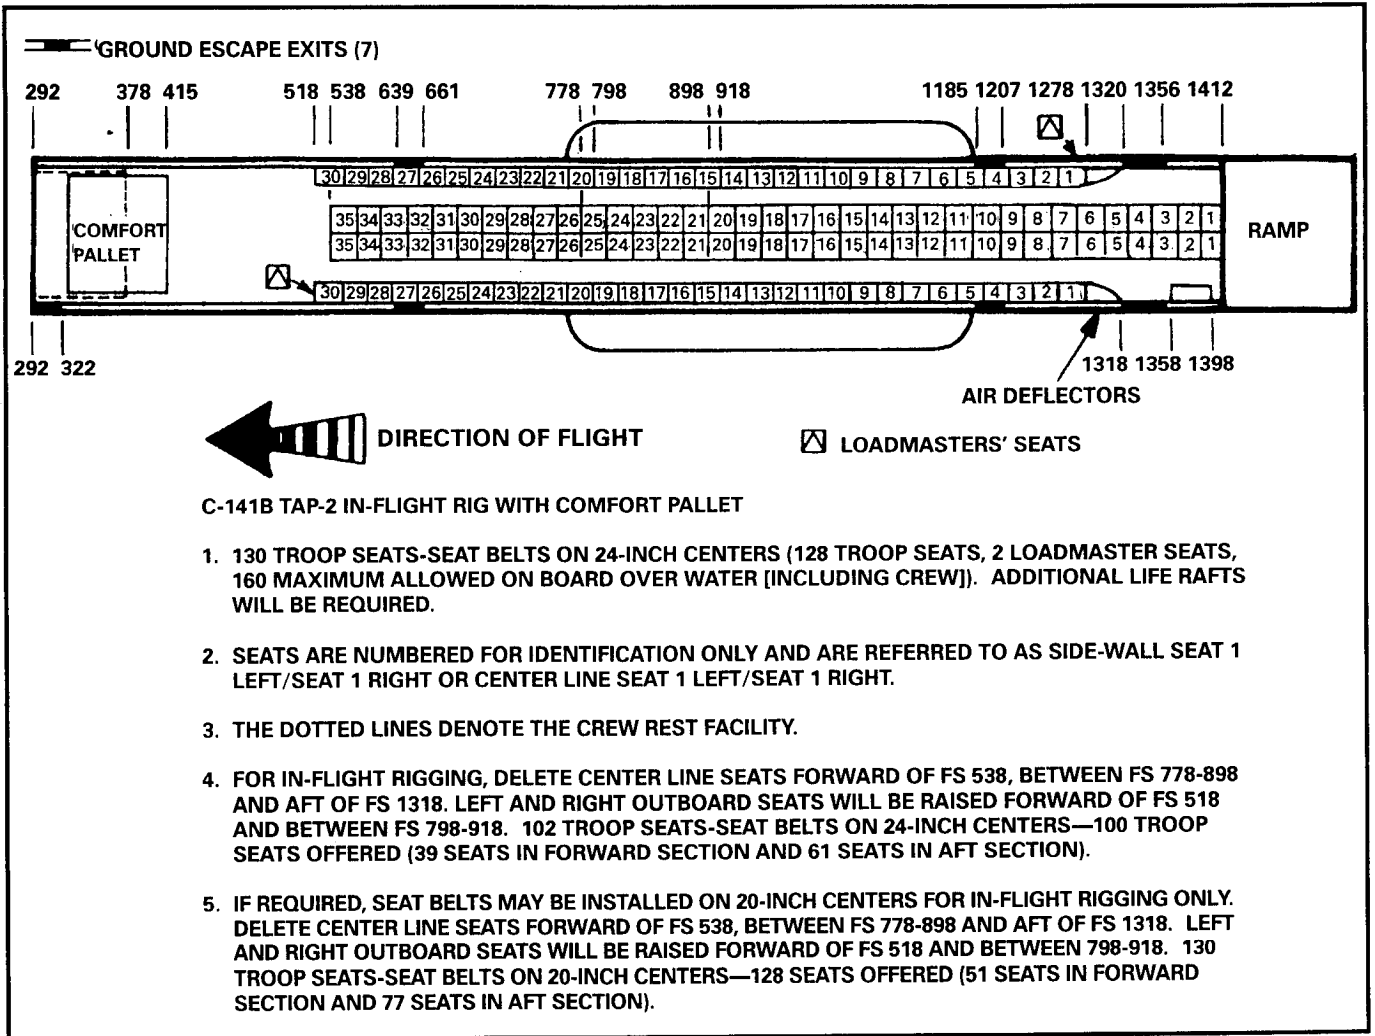 GROUND ESCAPE EXITS (7)
292 378 415 518 538 639 661 778 798 898 918 1185 1207 1278 1320 1356 1412
30 29 28 27 26 25 24 23 22 21 20 19 18 17 16 15 14 13 12 11 10 9 8 7 6 5 4 3 2 1
35 34 33 32 31 30 29 28 27 26 25 24 23 22 21 20 19 18 17 16 15 14 13 12 11 10 9 8 7 6 5 4 3 2 1
COMFORT
PALLET
RAMP
35 34 33 32 31 30 29 28 27 26 25 24 23 22 21 20 19 18 17 16 15 14 13 12 11 10 9 8 7 6 5 4 3 2 1
30 29 28 27 26 25 24 23 22 21 20 19 18 17 16 15 14 13 12 11 10 9 8 7 6 5 4 3 2 1
292 322 1318 1358 1398
AIR DEFLECTORS
DIRECTION OF FLIGHT
LOADMASTERS' SEATS
C-141B TAP-2 IN-FLIGHT RIG WITH COMFORT PALLET
1. 130 TROOP SEATS-SEAT BELTS ON 24-INCH CENTERS (128 TROOP SEATS, 2 LOADMASTER SEATS,
160 MAXIMUM ALLOWED ON BOARD OVER WATER [INCLUDING CREW]). ADDITIONAL LIFE RAFTS
WILL BE REQUIRED.
2. SEATS ARE NUMBERED FOR IDENTIFICATION ONLY AND ARE REFERRED TO AS SIDE-WALL SEAT 1
LEFT/SEAT 1 RIGHT OR CENTER LINE SEAT 1 LEFT/SEAT 1 RIGHT.
3. THE DOTTED LINES DENOTE THE CREW REST FACILITY.
4. FOR IN-FLIGHT RIGGING, DELETE CENTER LINE SEATS FORWARD OF FS 538, BETWEEN FS 778-898
AND AFT OF FS 1318. LEFT AND RIGHT OUTBOARD SEATS WILL BE RAISED FORWARD OF FS 518
AND BETWEEN FS 798-918. 102 TROOP SEATS-SEAT BELTS ON 24-INCH CENTERS—100 TROOP
SEATS OFFERED (39 SEATS IN FORWARD SECTION AND 61 SEATS IN AFT SECTION).
5. IF REQUIRED, SEAT BELTS MAY BE INSTALLED ON 20-INCH CENTERS FOR IN-FLIGHT RIGGING ONLY.
DELETE CENTER LINE SEATS FORWARD OF FS 538, BETWEEN FS 778-898 AND AFT OF FS 1318. LEFT
AND RIGHT OUTBOARD SEATS WILL BE RAISED FORWARD OF FS 518 AND BETWEEN 798-918. 130
TROOP SEATS-SEAT BELTS ON 20-INCH CENTERS—128 SEATS OFFERED (51 SEATS IN FORWARD
SECTION AND 77 SEATS IN AFT SECTION).